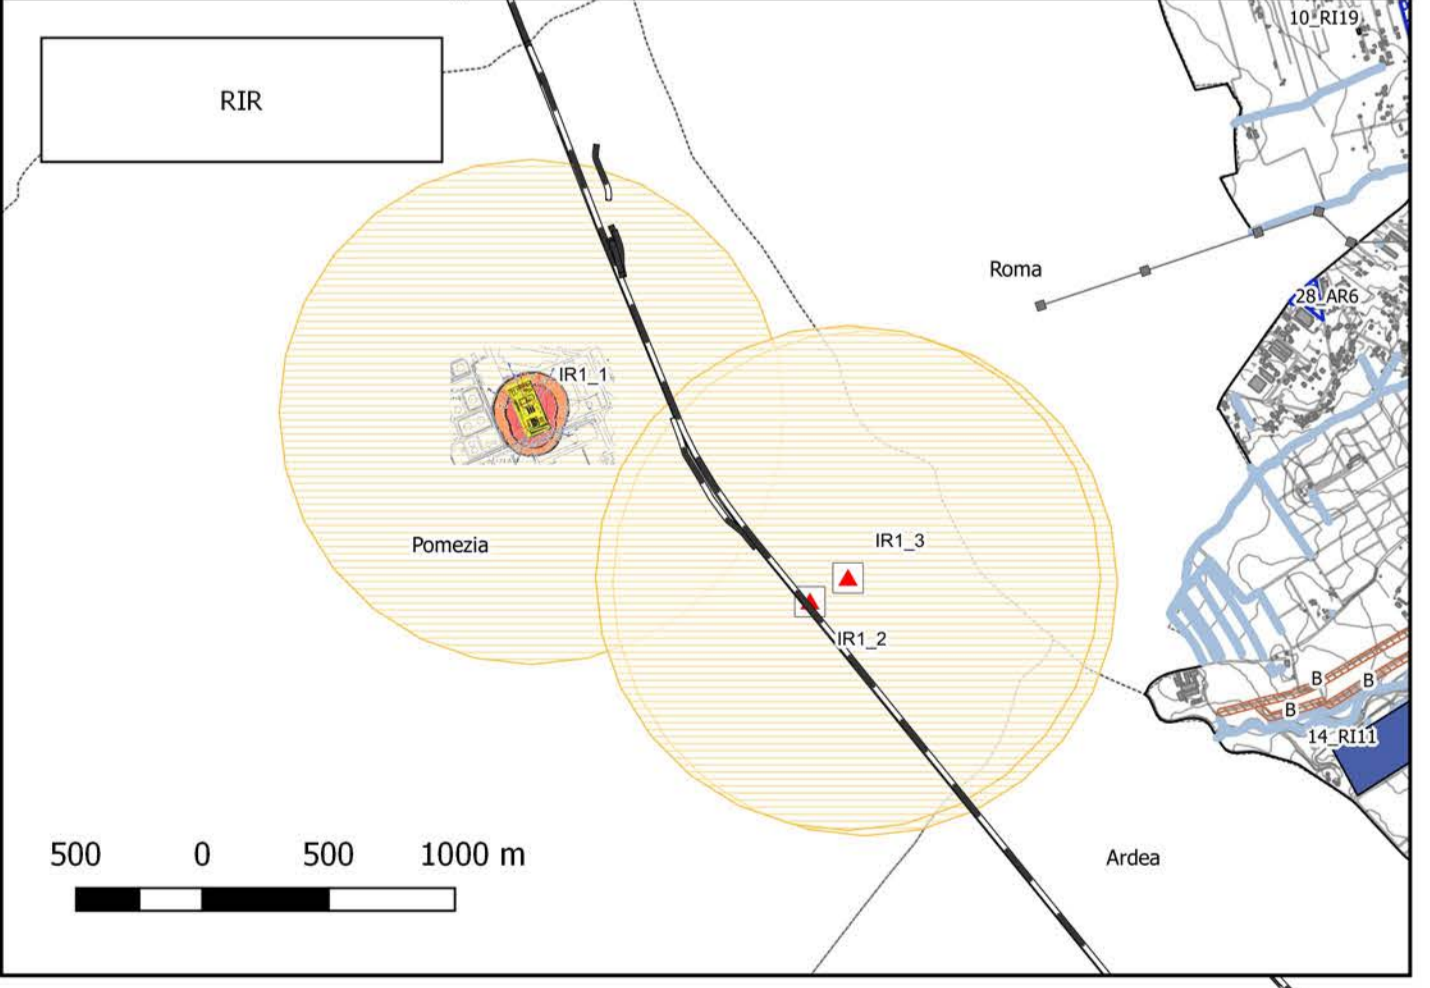 10_RI19
RIR
Roma
28_AR6
IR1_1
IR1_3
Pomezia
IR1_2
B
B
B
14_RI11
500 0 500 1000 m
Ardea